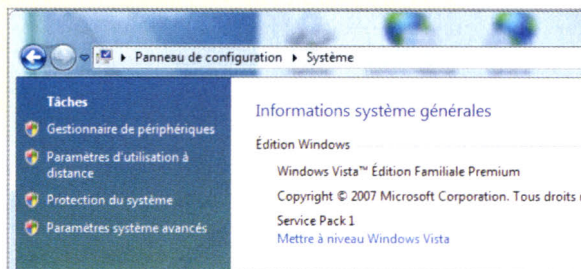 Panneau de configuration ▸ Système
Tâches
Gestionnaire de périphériques
Paramètres d'utilisation à
distance
Protection du système
Paramètres système avancés
Informations système générales
Édition Windows
Windows Vista™ Édition Familiale Premium
Copyright © 2007 Microsoft Corporation. Tous droits
Service Pack 1
Mettre à niveau Windows Vista